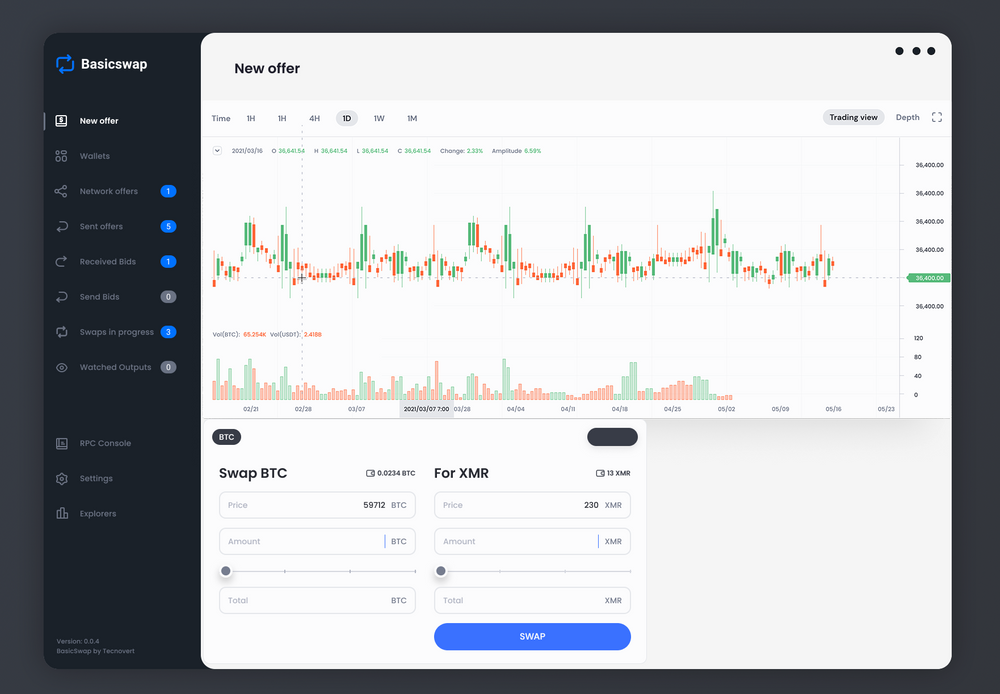 Basicswap
New offer
Wallets
Network offers 1
Sent offers 5
Received Bids 1
Send Bids 0
Swaps in progress 3
Watched Outputs 0
RPC Console
Settings
Explorers
Version: 0.0.4
BasicSwap by Tecnovert
New offer
Time 1H 1H 4H 1D 1W 1M Trading view Depth
2021/03/16 O 36,641.54 H 36,641.54 L 36,641.54 C 36,641.54 Change: 2.33% Amplitude 6.59%
36,400.00
36,400.00
36,400.00
36,400.00
36,400.00
36,400.00
Vol(BTC): 65.254K Vol(USDT): 2.418B
120
80
40
0
02/21 02/28 03/07 2021/03/07 7:00 03/28 04/04 04/11 04/18 04/25 05/02 05/09 05/16 05/23
BTC
Swap BTC 0.0234 BTC
Price 59712 BTC
Amount BTC
Total BTC
For XMR 13 XMR
Price 230 XMR
Amount XMR
Total XMR
SWAP